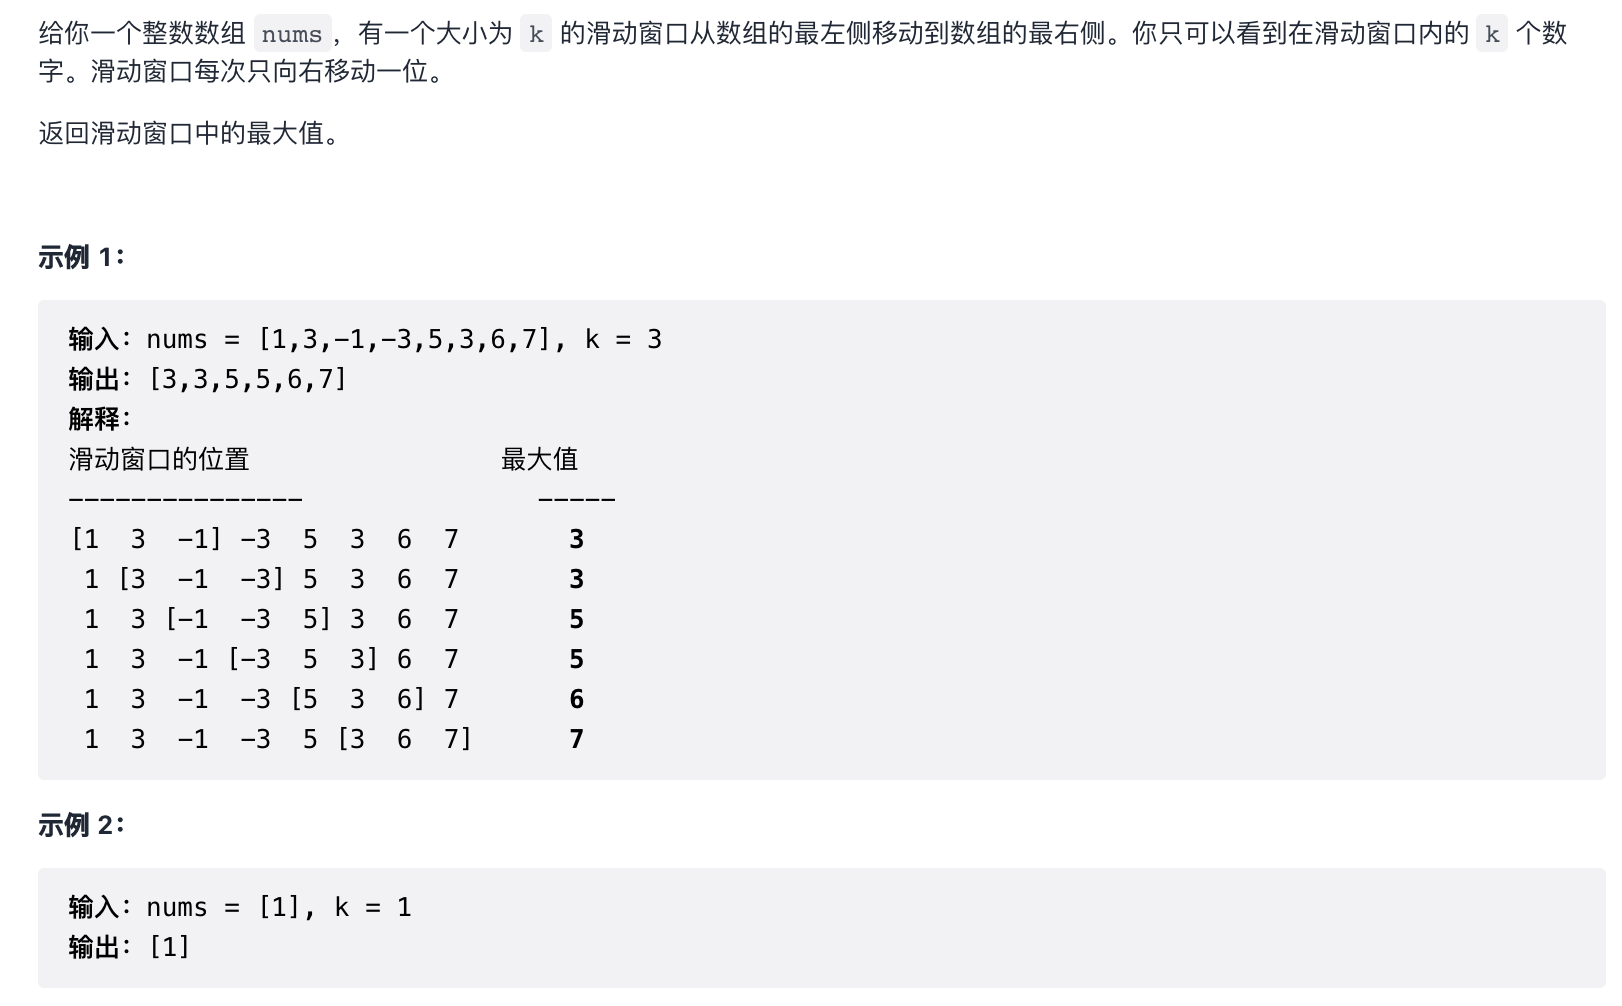 给你一个整数数组 nums，有一个大小为 k 的滑动窗口从数组的最左侧移动到数组的最右侧。你只可以看到在滑动窗口内的 k 个数
字。滑动窗口每次只向右移动一位。
返回滑动窗口中的最大值。
示例 1：
输入：nums = [1,3,-1,-3,5,3,6,7], k = 3
输出：[3,3,5,5,6,7]
解释：
滑动窗口的位置                最大值
---------------               -----
[1  3  -1] -3  5  3  6  7       3
 1 [3  -1  -3] 5  3  6  7       3
 1  3 [-1  -3  5] 3  6  7       5
 1  3  -1 [-3  5  3] 6  7       5
 1  3  -1  -3 [5  3  6] 7       6
 1  3  -1  -3  5 [3  6  7]      7
示例 2：
输入：nums = [1], k = 1
输出：[1]